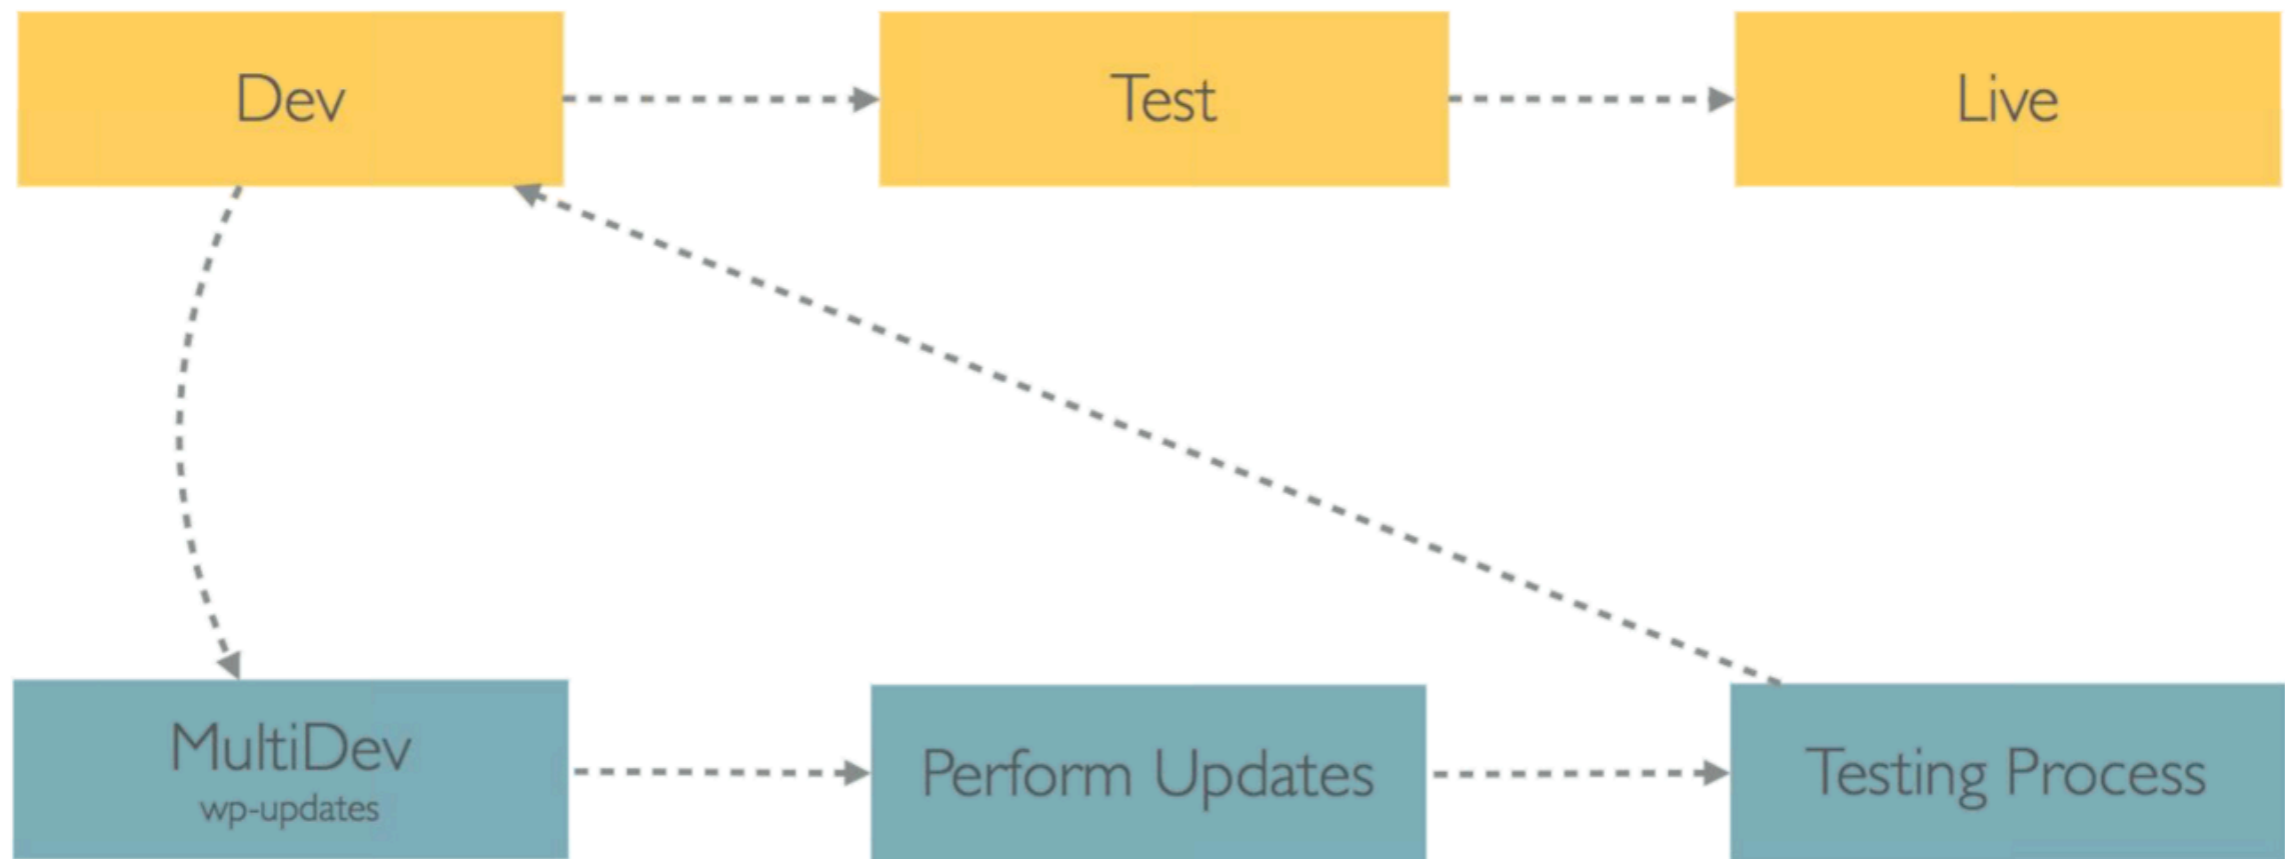 Dev
Test
Live
MultiDev
wp-updates
Perform Updates
Testing Process